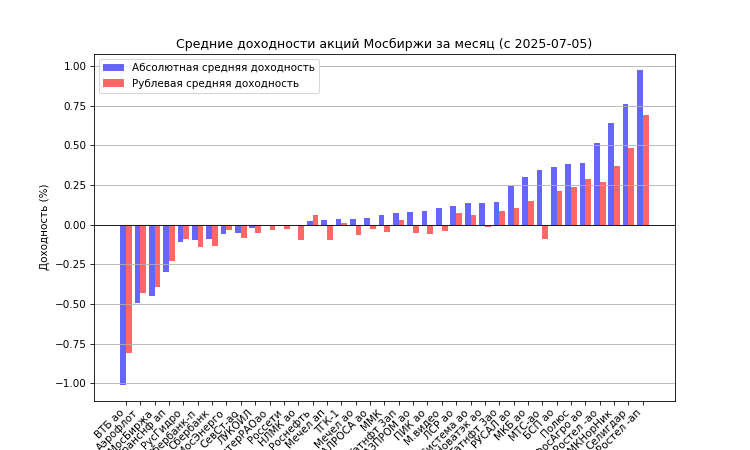 Средние доходности акций Мосбиржи за месяц (с 2025-07-05)
Абсолютная средняя доходность
Рублевая средняя доходность
Доходность (%)
1.00
0.75
0.50
0.25
0.00
−0.25
−0.50
−0.75
−1.00
ВТБ ао
Аэрофлот
МосБиржа
РусГидро
Сбербанк
СевСт-ао
ЛУКОЙЛ
Россети
НЛМК ао
Роснефть
Мечел ап
ТГК-1
Мечел ао
ММК
ПИК ао
М.видео
ЛСР ао
РУСАЛ ао
МКБ ао
МТС-ао
БСП ао
Полюс
Селигдар